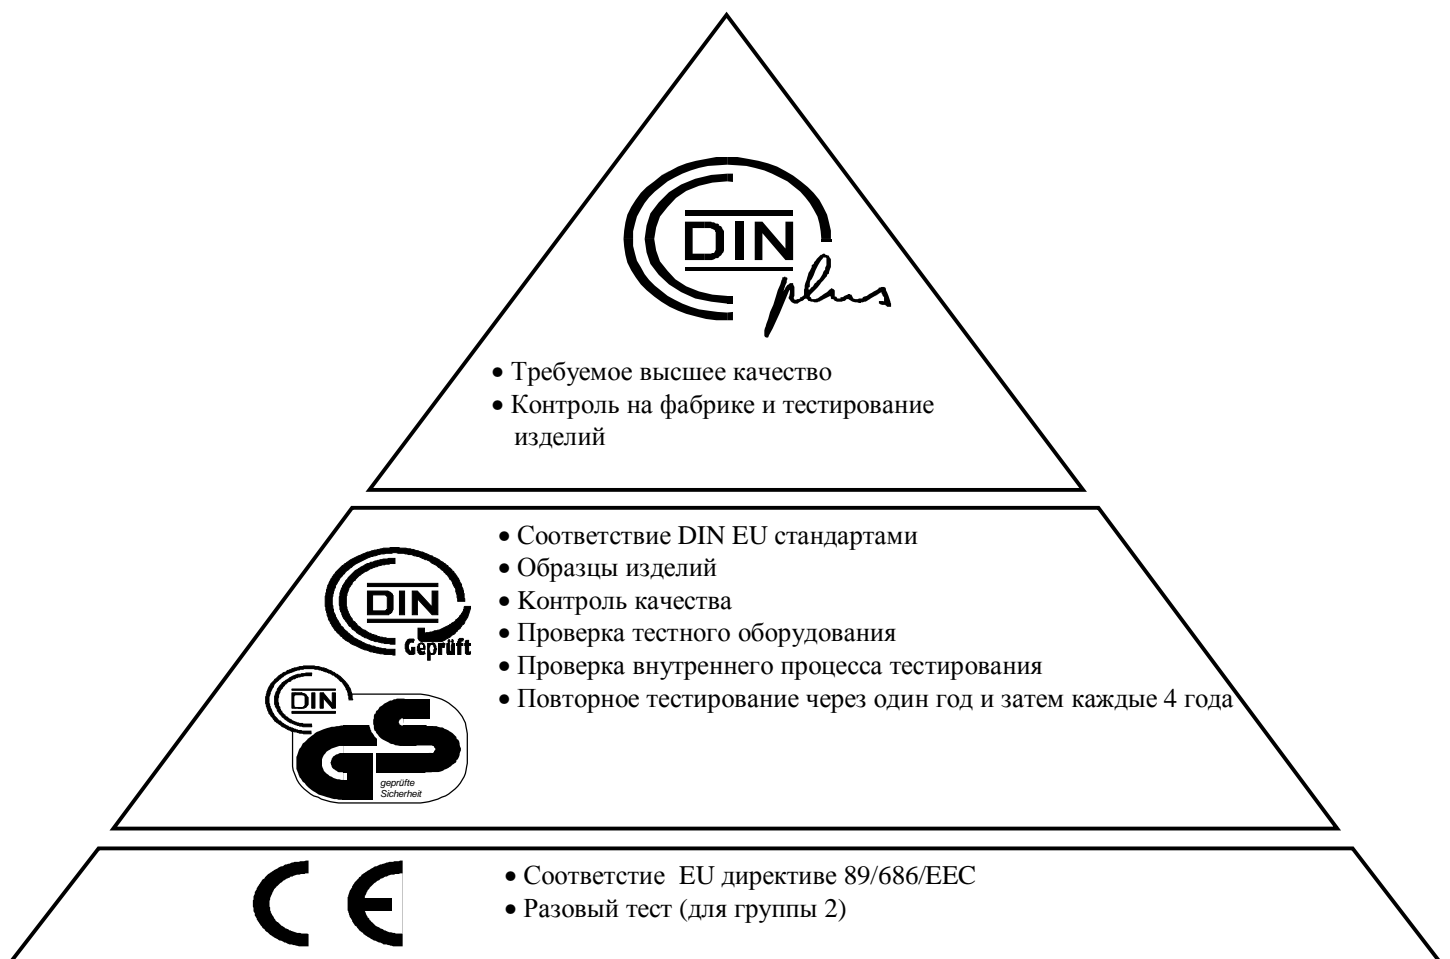 DIN
plus
• Требуемое высшее качество
• Контроль на фабрике и тестирование
изделий
DIN
Geprüft
• Соответствие DIN EU стандартами
• Образцы изделий
• Контроль качества
• Проверка тестного оборудования
• Проверка внутреннего процесса тестирования
• Повторное тестирование через один год и затем каждые 4 года
DIN
GS
geprüfte
Sicherheit
CE
• Соответстие EU директиве 89/686/EEC
• Разовый тест (для группы 2)